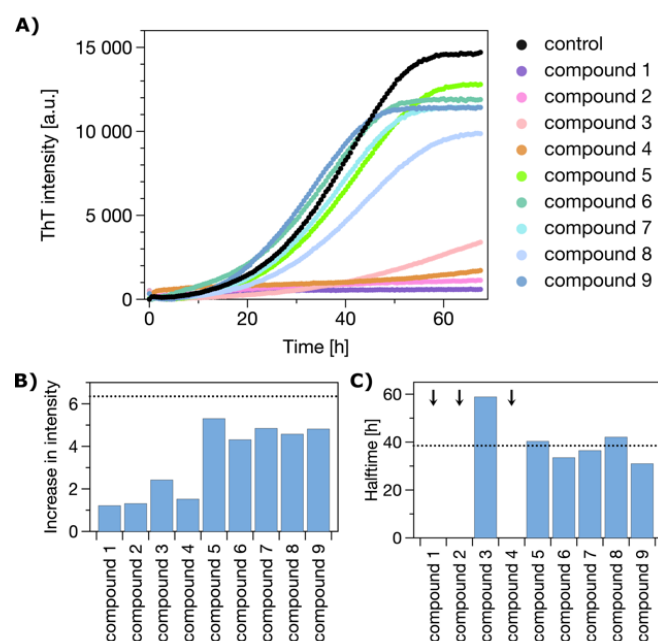 A)
ThT intensity [a.u.]
15 000
10 000
5 000
0
0 20 40 60
Time [h]
control
compound 1
compound 2
compound 3
compound 4
compound 5
compound 6
compound 7
compound 8
compound 9
B)
Increase in intensity
6
4
2
0
compound 1
compound 2
compound 3
compound 4
compound 5
compound 6
compound 7
compound 8
compound 9
C)
Halftime [h]
60
40
20
0
compound 1
compound 2
compound 3
compound 4
compound 5
compound 6
compound 7
compound 8
compound 9